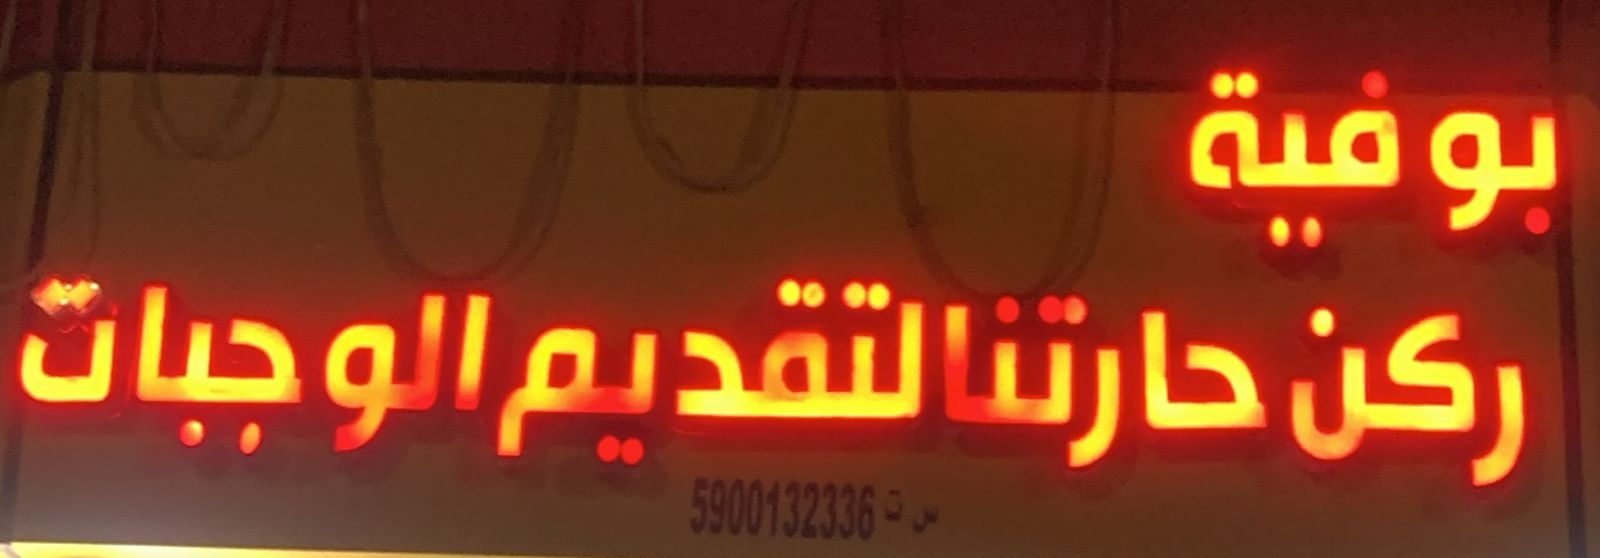 بوفية
ركن حارتنا لتقديم الوجبات
س ت 5900132336